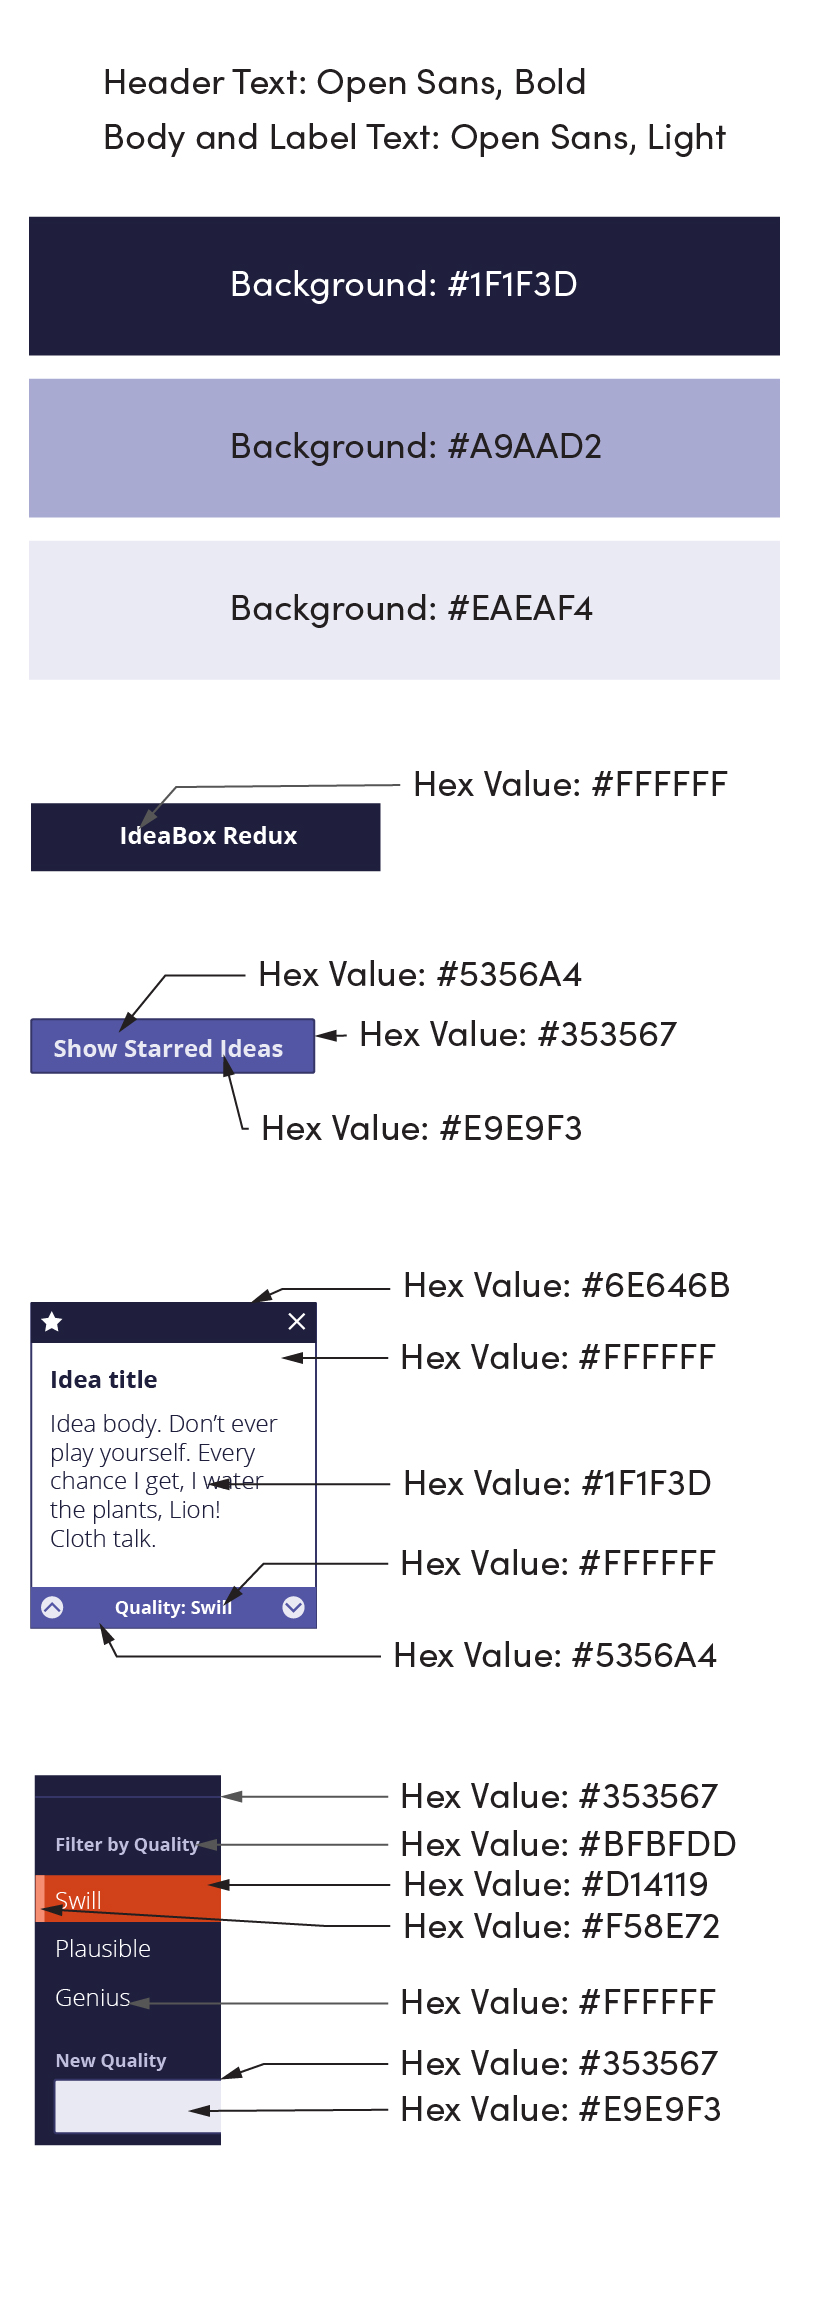 Header Text: Open Sans, Bold
Body and Label Text: Open Sans, Light
Background: #1F1F3D
Background: #A9AAD2
Background: #EAEAF4
Hex Value: #FFFFFF
IdeaBox Redux
Hex Value: #5356A4
Hex Value: #353567
Show Starred Ideas
Hex Value: #E9E9F3
Hex Value: #6E646B
Hex Value: #FFFFFF
Idea title
Idea body. Don’t ever
play yourself. Every
chance I get, I water
the plants, Lion!
Cloth talk.
Hex Value: #1F1F3D
Hex Value: #FFFFFF
Quality: Swill
Hex Value: #5356A4
Hex Value: #353567
Filter by Quality
Hex Value: #BFBFDD
Hex Value: #D14119
Swill
Hex Value: #F58E72
Plausible
Genius
Hex Value: #FFFFFF
New Quality
Hex Value: #353567
Hex Value: #E9E9F3